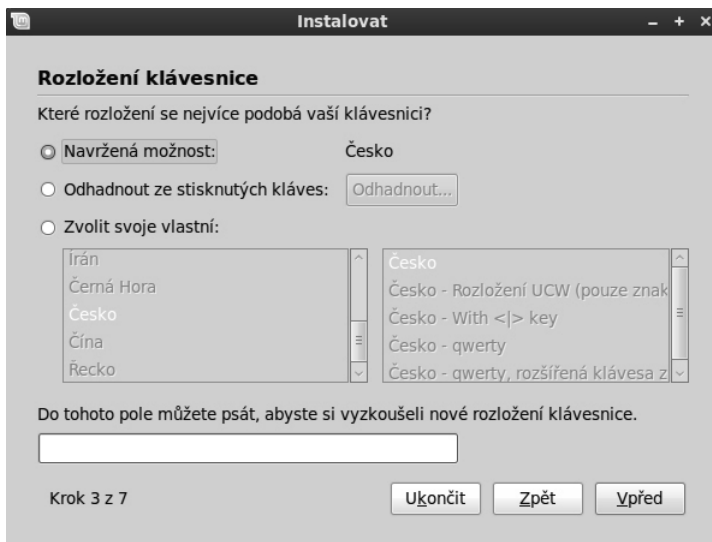 Instalovat
Rozložení klávesnice
Které rozložení se nejvíce podobá vaší klávesnici?
Navržená možnost: Česko
Odhadnout ze stisknutých kláves: Odhadnout...
Zvolit svoje vlastní:
Írán
Černá Hora
Česko
Čína
Řecko
Česko
Česko - Rozložení UCW (pouze znak
Česko - With <|> key
Česko - qwerty
Česko - qwerty, rozšířená klávesa z
Do tohoto pole můžete psát, abyste si vyzkoušeli nové rozložení klávesnice.
Krok 3 z 7 Ukončit Zpět Vpřed